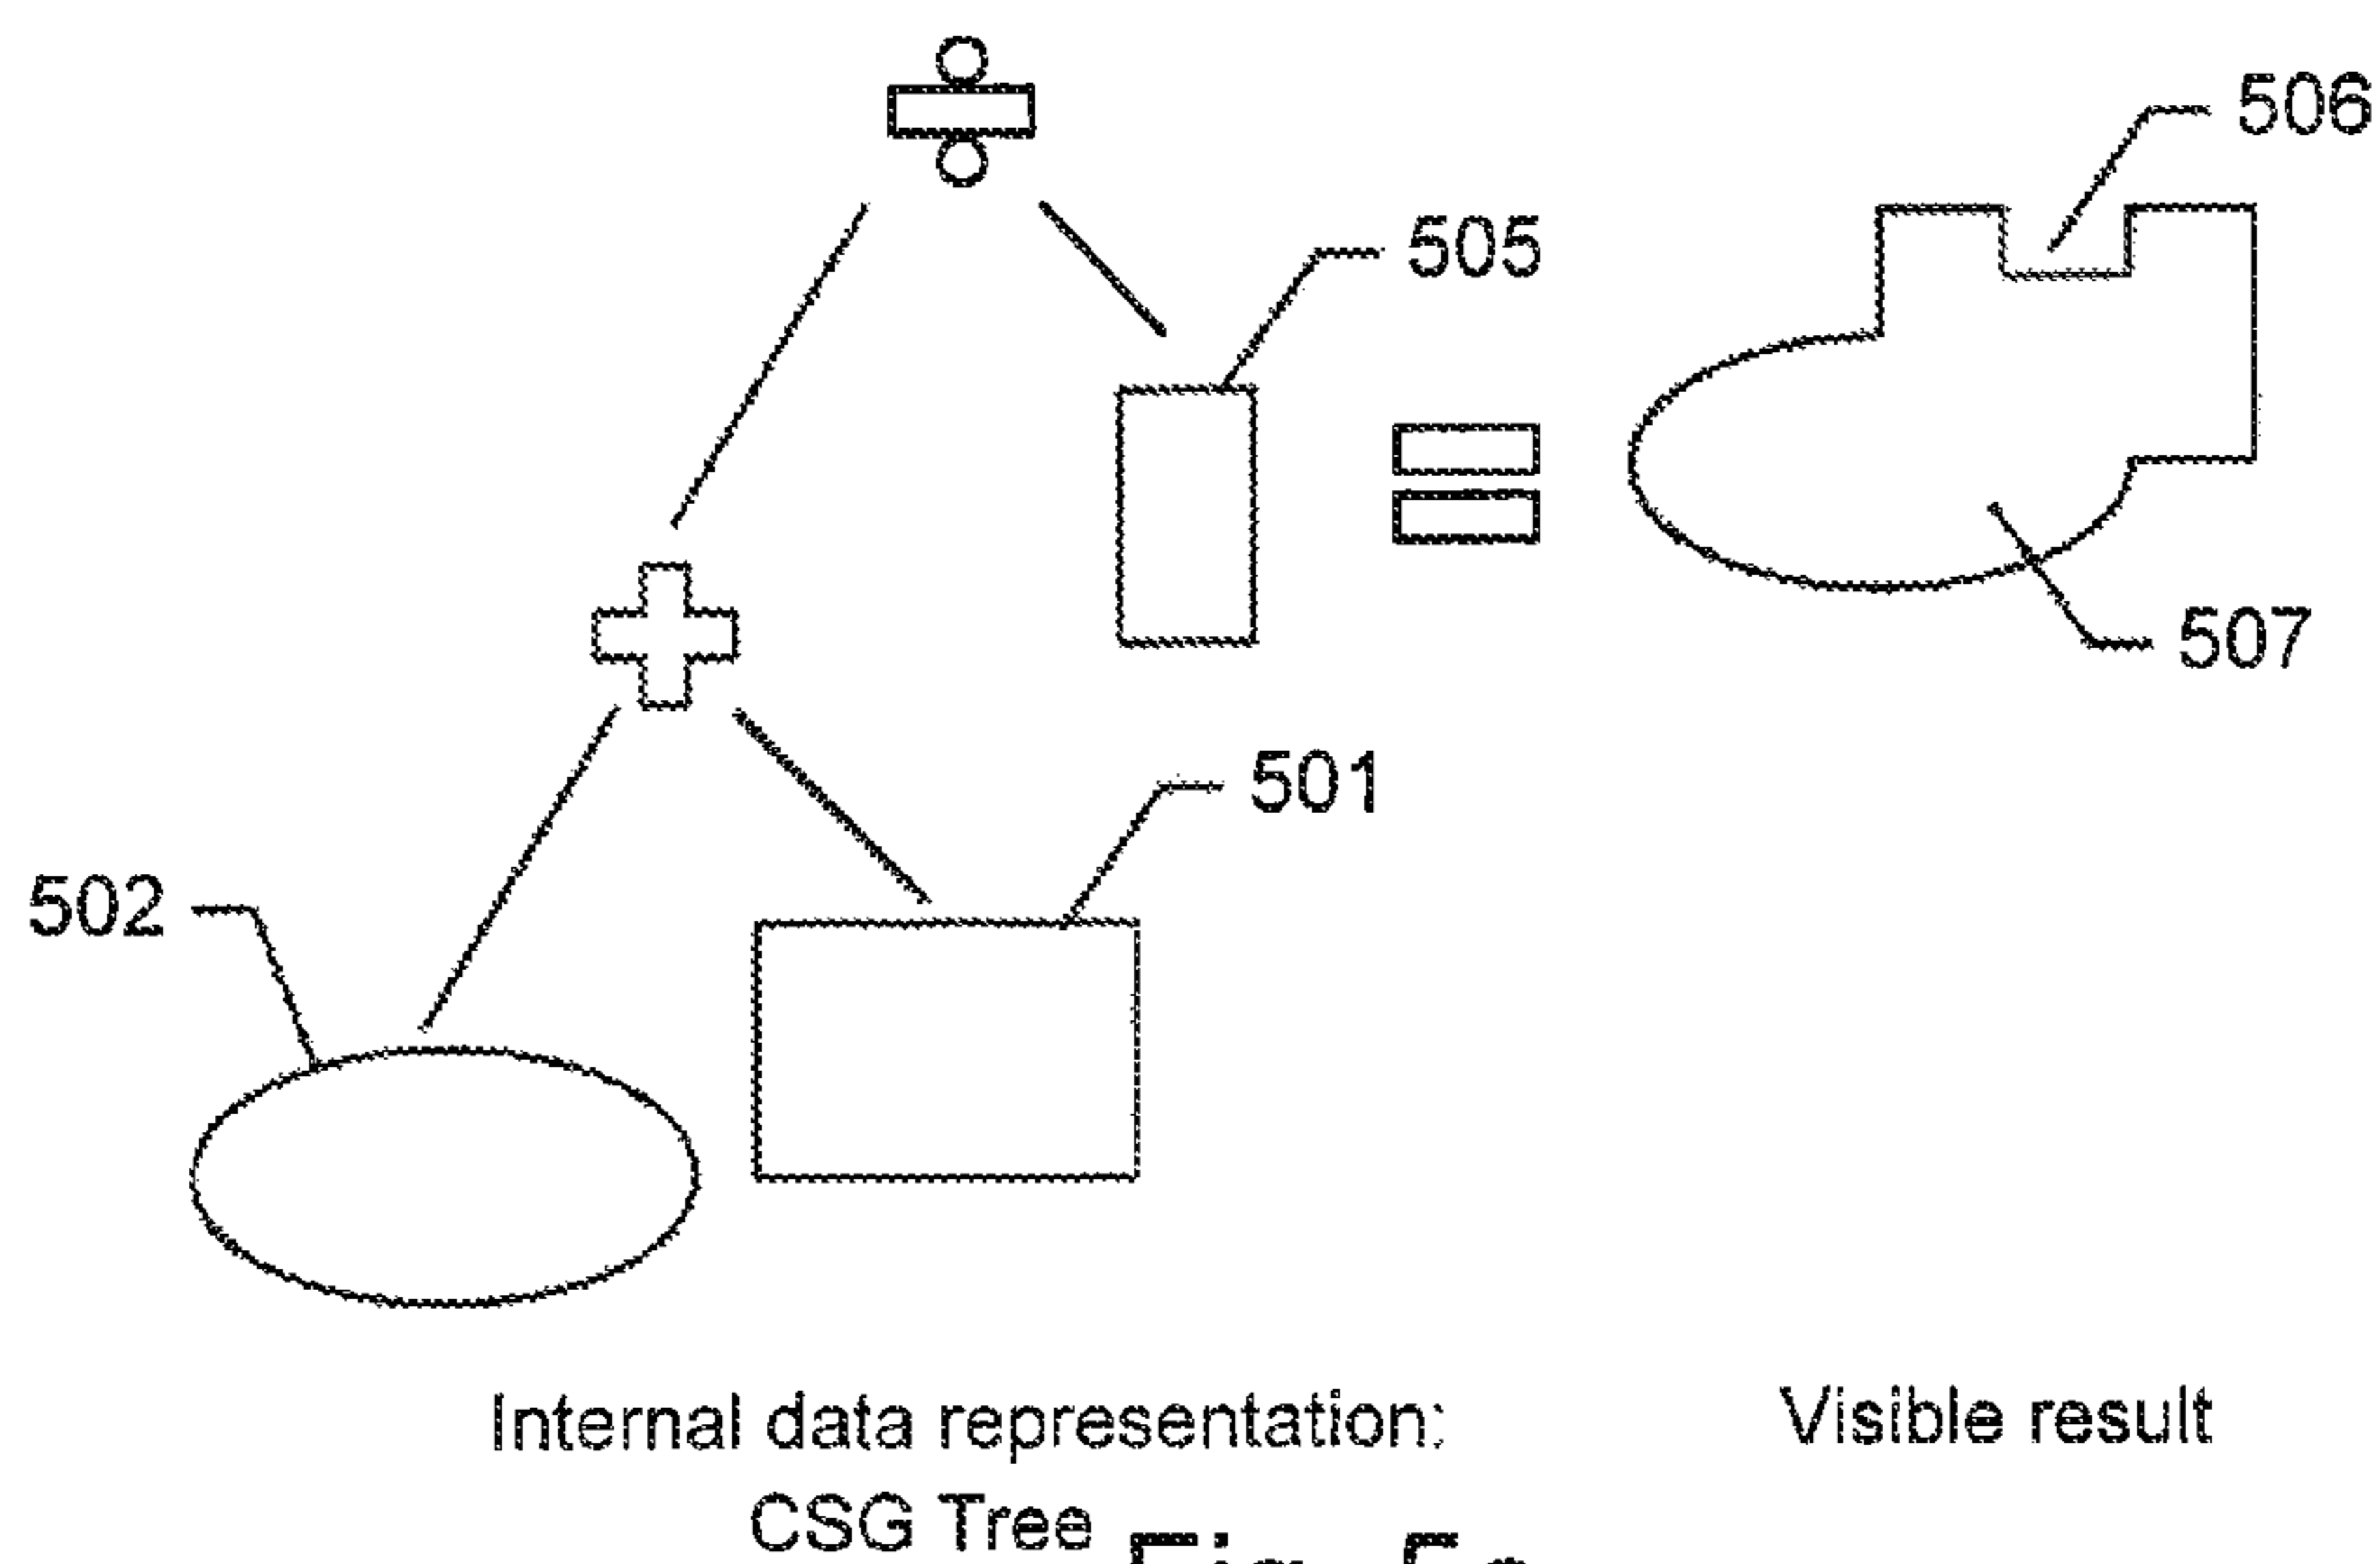 506
505
507
501
502
Internal data representation:
Visible result
CSG Tree